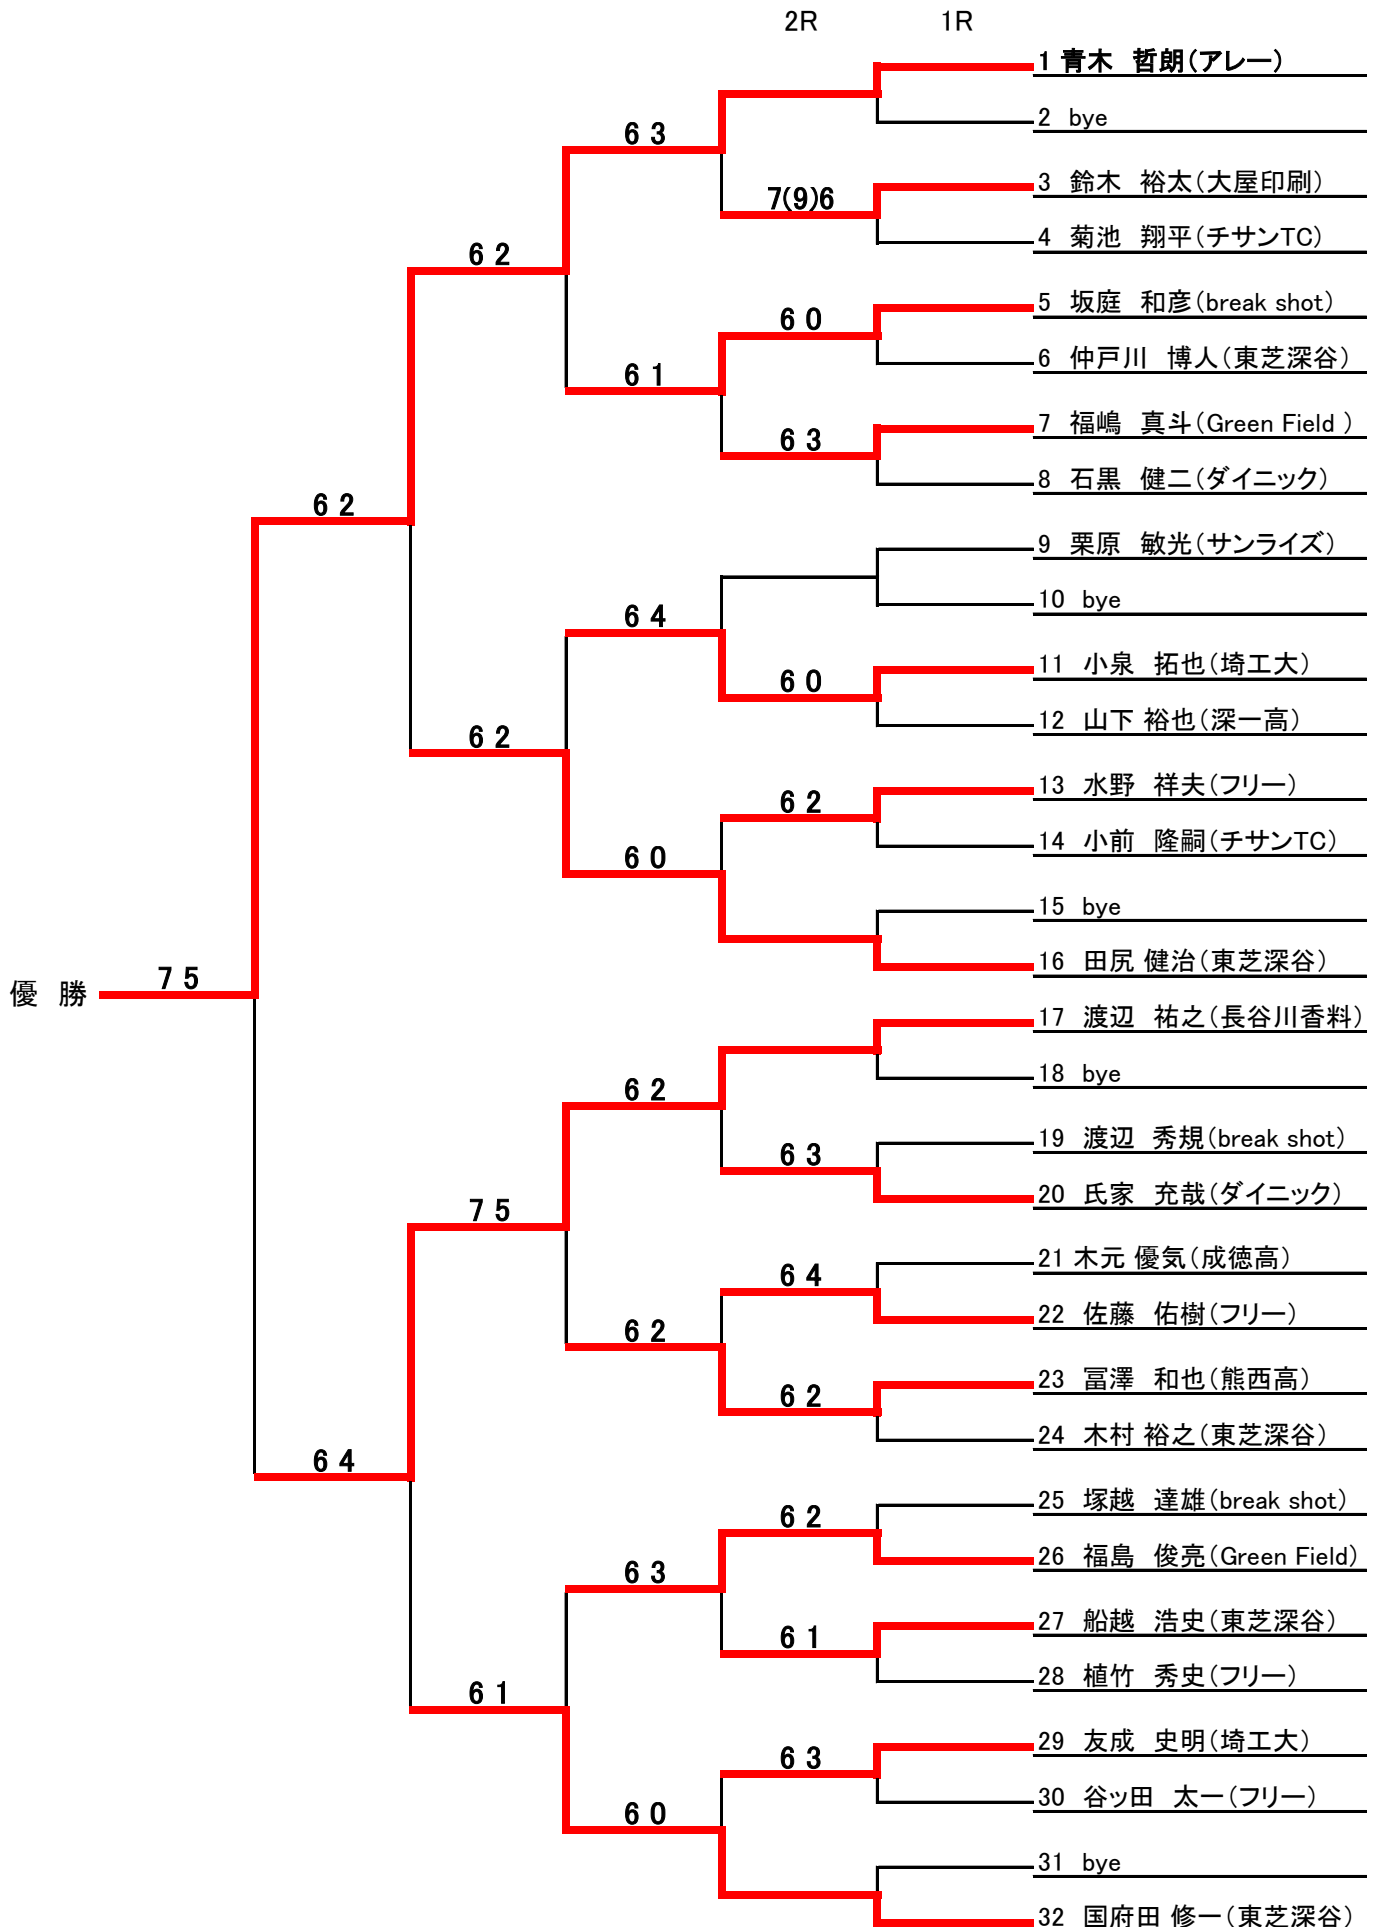 2R 1R
1 青木 哲朗(アレー)
2 bye
6 3
3 鈴木 裕太(大屋印刷)
7(9)6
4 菊池 翔平(チサンTC)
6 2
5 坂庭 和彦(break shot)
6 0
6 仲戸川 博人(東芝深谷)
6 1
7 福嶋 真斗(Green Field )
6 3
8 石黒 健二(ダイニック)
6 2
9 栗原 敏光(サンライズ)
10 bye
6 4
11 小泉 拓也(埼工大)
6 0
12 山下 裕也(深一高)
6 2
13 水野 祥夫(フリー)
6 2
14 小前 隆嗣(チサンTC)
6 0
15 bye
16 田尻 健治(東芝深谷)
7 5
優 勝
17 渡辺 祐之(長谷川香料)
18 bye
6 2
19 渡辺 秀規(break shot)
6 3
20 氏家 充哉(ダイニック)
7 5
21 木元 優気(成徳高)
6 4
22 佐藤 佑樹(フリー)
6 2
23 冨澤 和也(熊西高)
6 2
24 木村 裕之(東芝深谷)
6 4
25 塚越 達雄(break shot)
6 2
26 福島 俊亮(Green Field)
6 3
27 船越 浩史(東芝深谷)
6 1
28 植竹 秀史(フリー)
6 1
29 友成 史明(埼工大)
6 3
30 谷ッ田 太一(フリー)
6 0
31 bye
32 国府田 修一(東芝深谷)